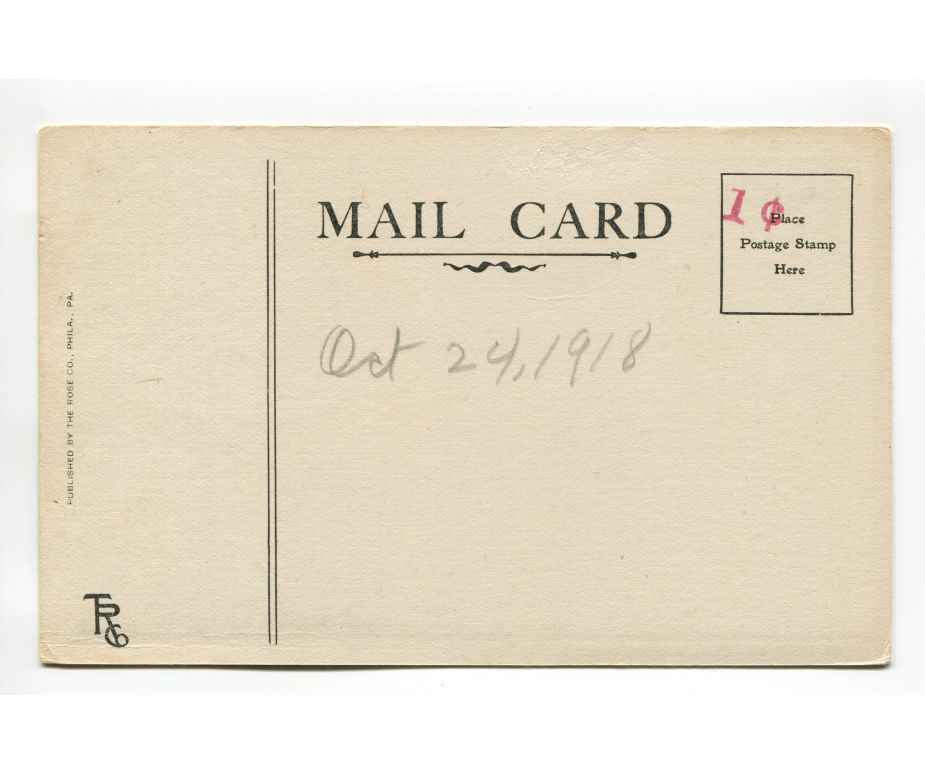 MAIL CARD
1¢
Place
Postage Stamp
Here
Oct 24, 1918
PUBLISHED BY THE ROSE CO., PHILA., PA.
TRCo